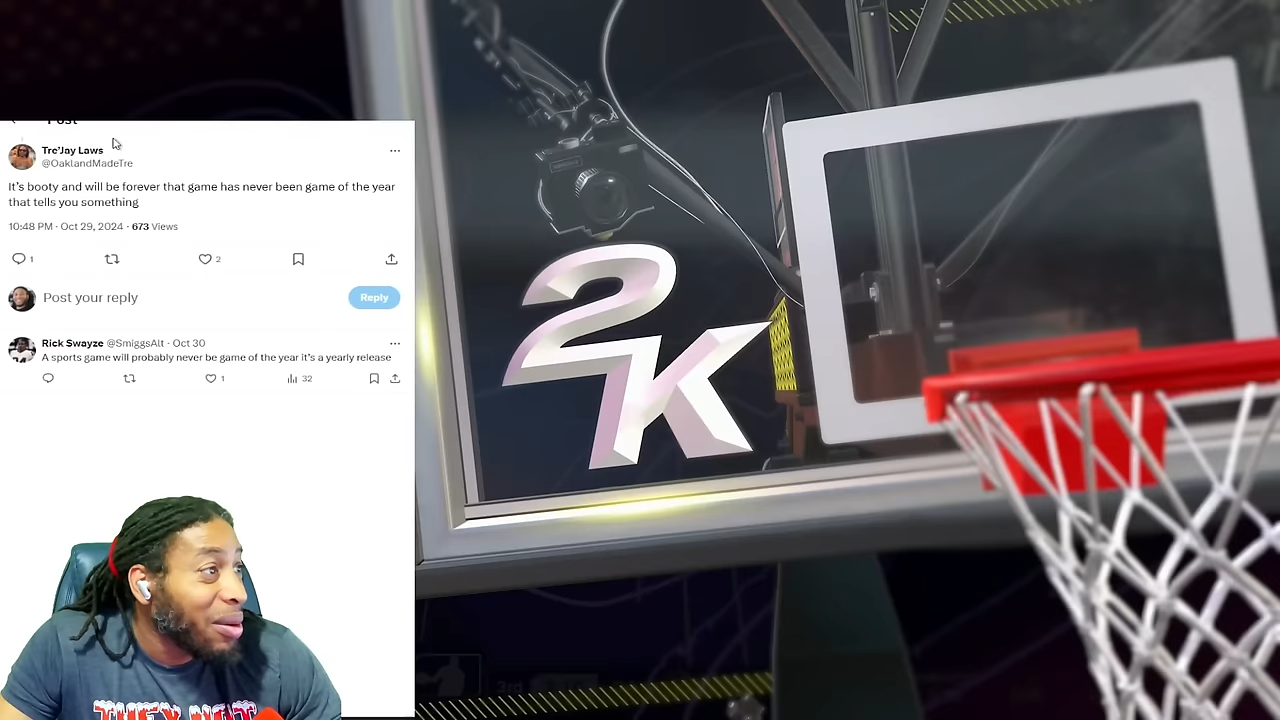 Post
Tre'Jay Laws
@OaklandMadeTre
It's booty and will be forever that game has never been game of the year
that tells you something
10:48 PM · Oct 29, 2024 · 673 Views
1
2
Post your reply
Reply
Rick Swayze @SmiggsAlt · Oct 30
A sports game will probably never be game of the year it's a yearly release
1
32
2K
3rd
THEY NOT